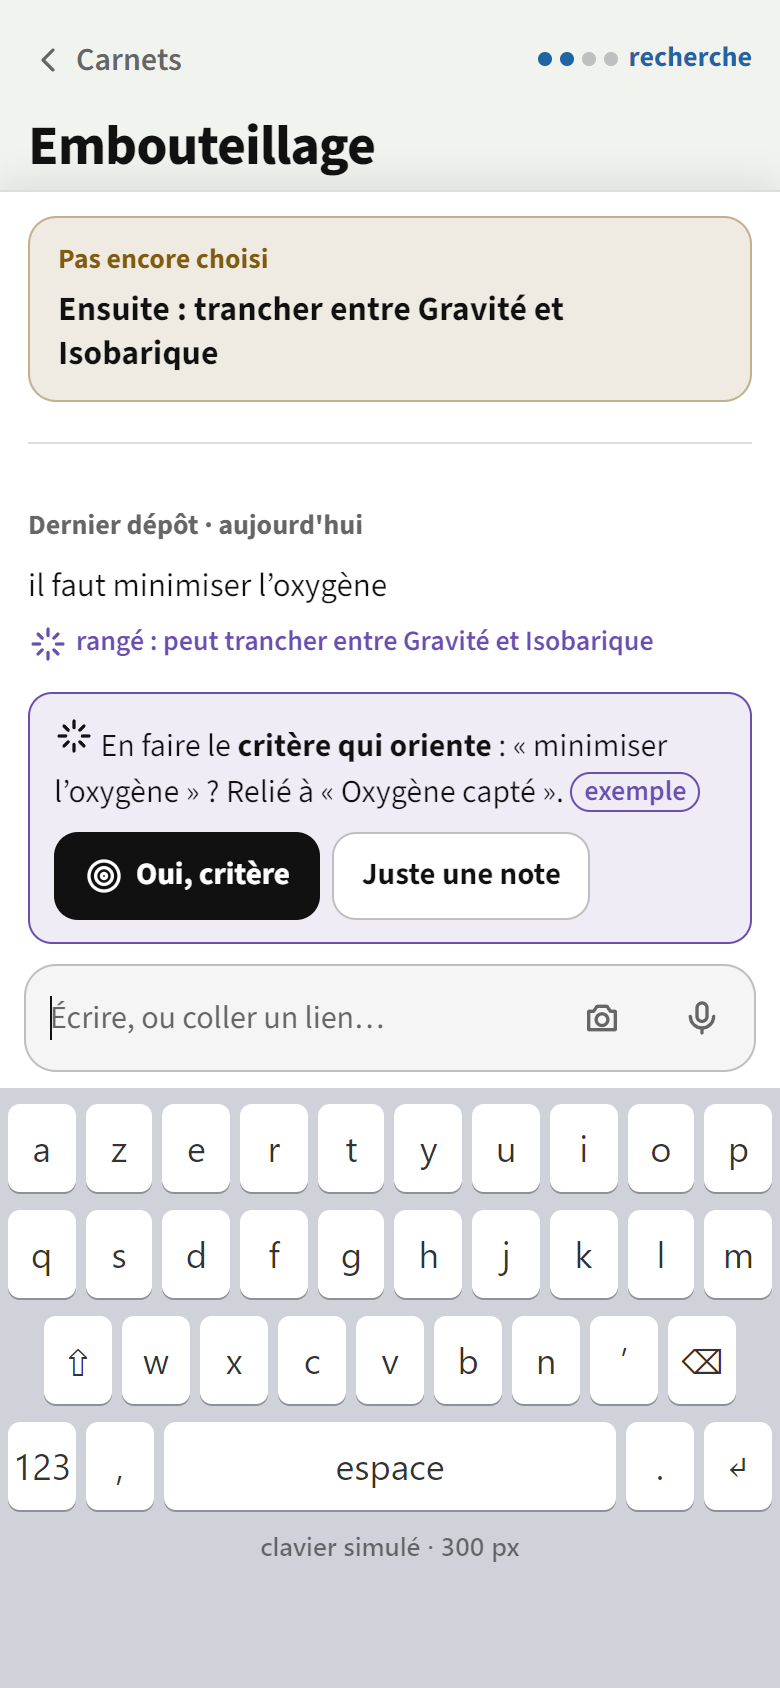 Carnets
recherche
Embouteillage
Pas encore choisi
Ensuite : trancher entre Gravité et
Isobarique
Dernier dépôt · aujourd'hui
il faut minimiser l’oxygène
rangé : peut trancher entre Gravité et Isobarique
En faire le critère qui oriente : « minimiser
l’oxygène » ? Relié à « Oxygène capté ». exemple
Oui, critère
Juste une note
Écrire, ou coller un lien…
a z e r t y u i o p
q s d f g h j k l m
⇧ w x c v b n ' ⌫
123 , espace . ↵
clavier simulé · 300 px